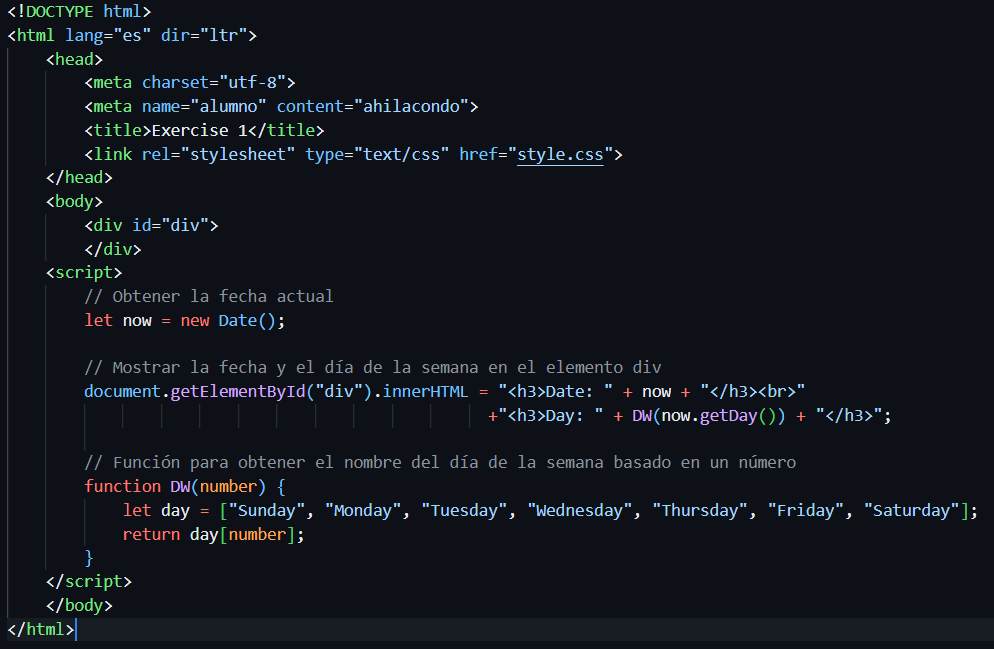 <!DOCTYPE html>
<html lang="es" dir="ltr">
    <head>
        <meta charset="utf-8">
        <meta name="alumno" content="ahilacondo">
        <title>Exercise 1</title>
        <link rel="stylesheet" type="text/css" href="style.css">
    </head>
    <body>
        <div id="div">
        </div>
    <script>
        // Obtener la fecha actual
        let now = new Date();

        // Mostrar la fecha y el día de la semana en el elemento div
        document.getElementById("div").innerHTML = "<h3>Date: " + now + "</h3><br>"
                                                  +"<h3>Day: " + DW(now.getDay()) + "</h3>";

        // Función para obtener el nombre del día de la semana basado en un número
        function DW(number) {
            let day = ["Sunday", "Monday", "Tuesday", "Wednesday", "Thursday", "Friday", "Saturday"];
            return day[number];
        }
    </script>
    </body>
</html>